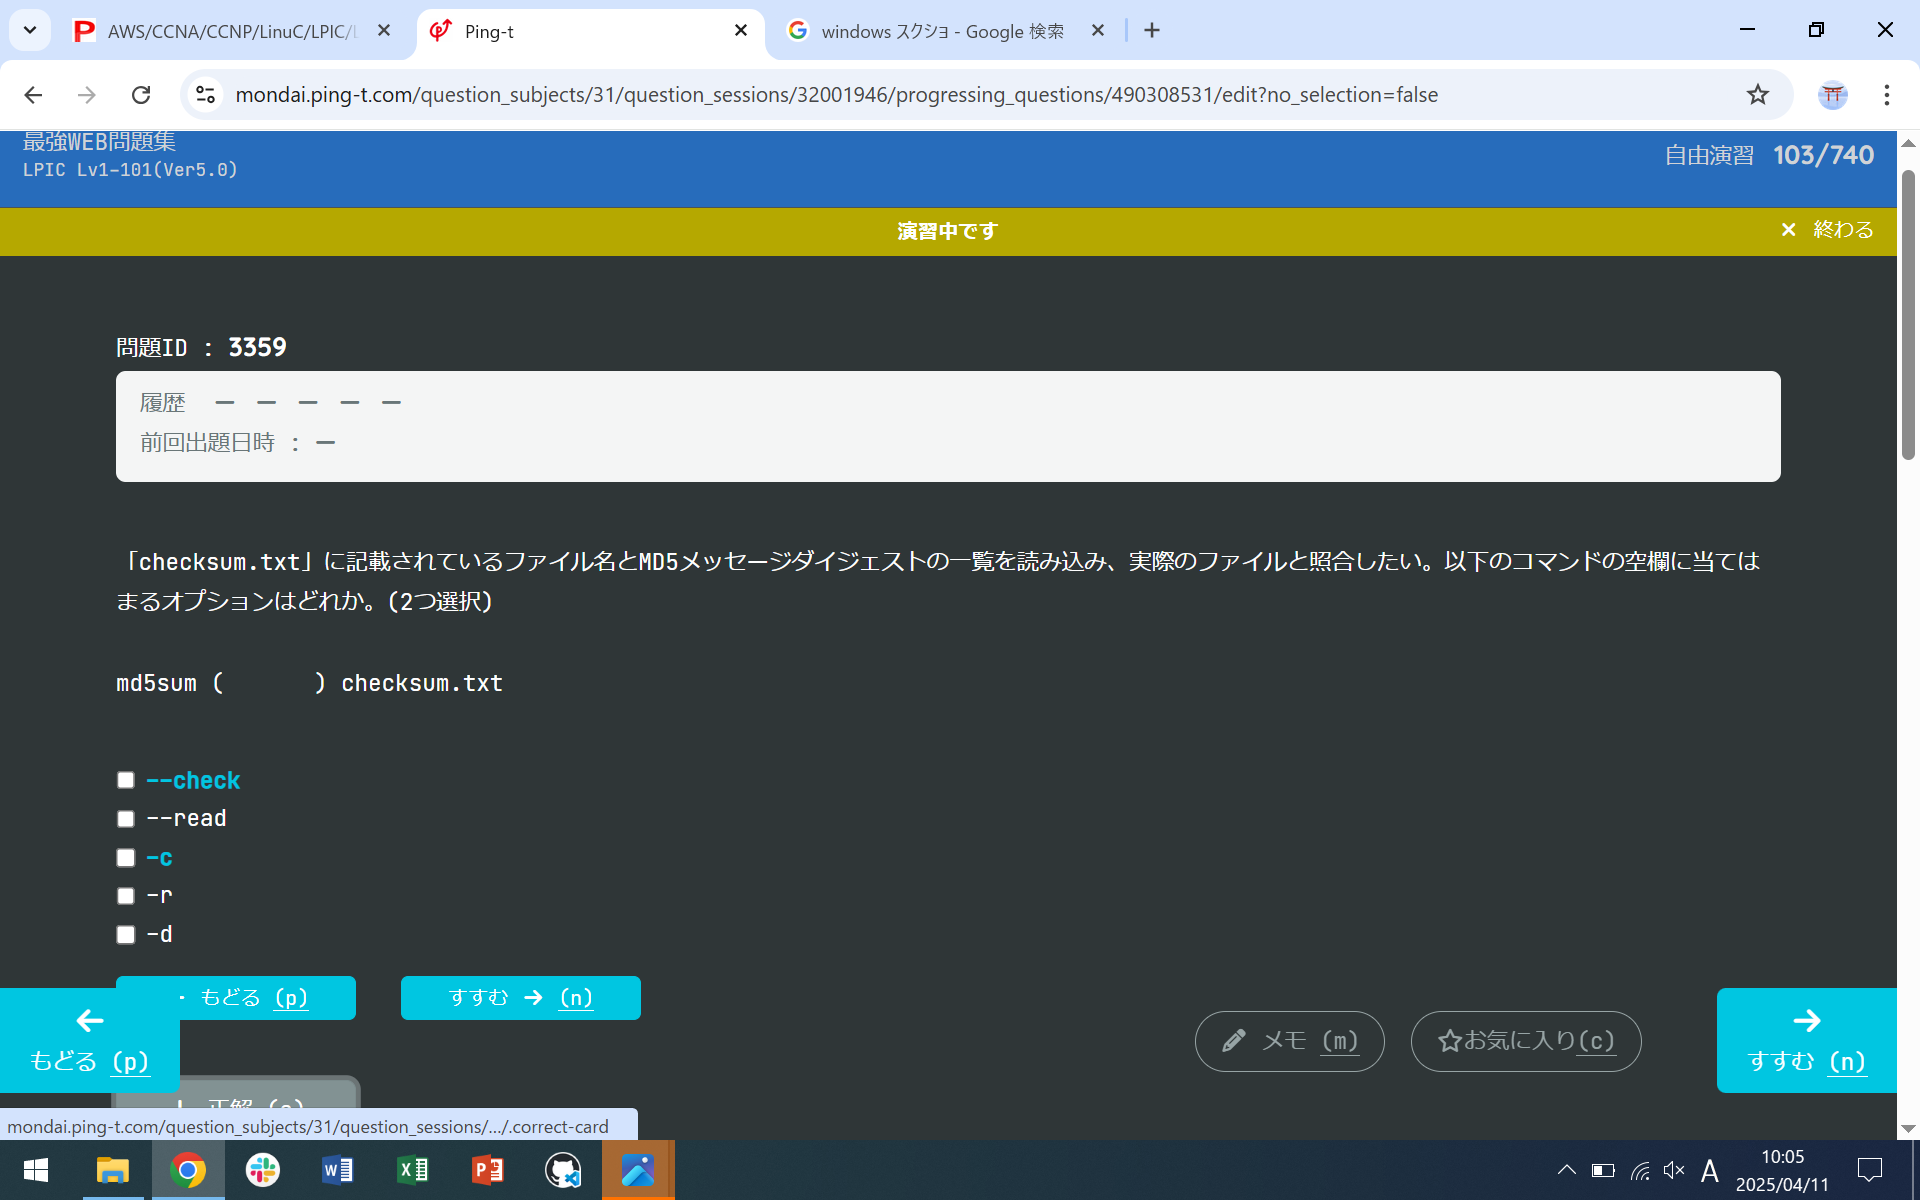 AWS/CCNA/CCNP/LinuC/LPIC/
Ping-t
windows スクショ - Google 検索
mondai.ping-t.com/question_subjects/31/question_sessions/32001946/progressing_questions/490308531/edit?no_selection=false
最強WEB問題集
LPIC Lv1-101(Ver5.0)
自由演習 103/740
演習中です
× 終わる
問題ID : 3359
履歴 ー ー ー ー ー
前回出題日時 : ー
「checksum.txt」に記載されているファイル名とMD5メッセージダイジェストの一覧を読み込み、実際のファイルと照合したい。以下のコマンドの空欄に当ては
まるオプションはどれか。(2つ選択)
md5sum (       ) checksum.txt
--check
--read
-c
-r
-d
もどる (p)
すすむ → (n)
← もどる (p)
メモ (m)
☆お気に入り(c)
→ すすむ (n)
mondai.ping-t.com/question_subjects/31/question_sessions/.../.correct-card
A
10:05
2025/04/11